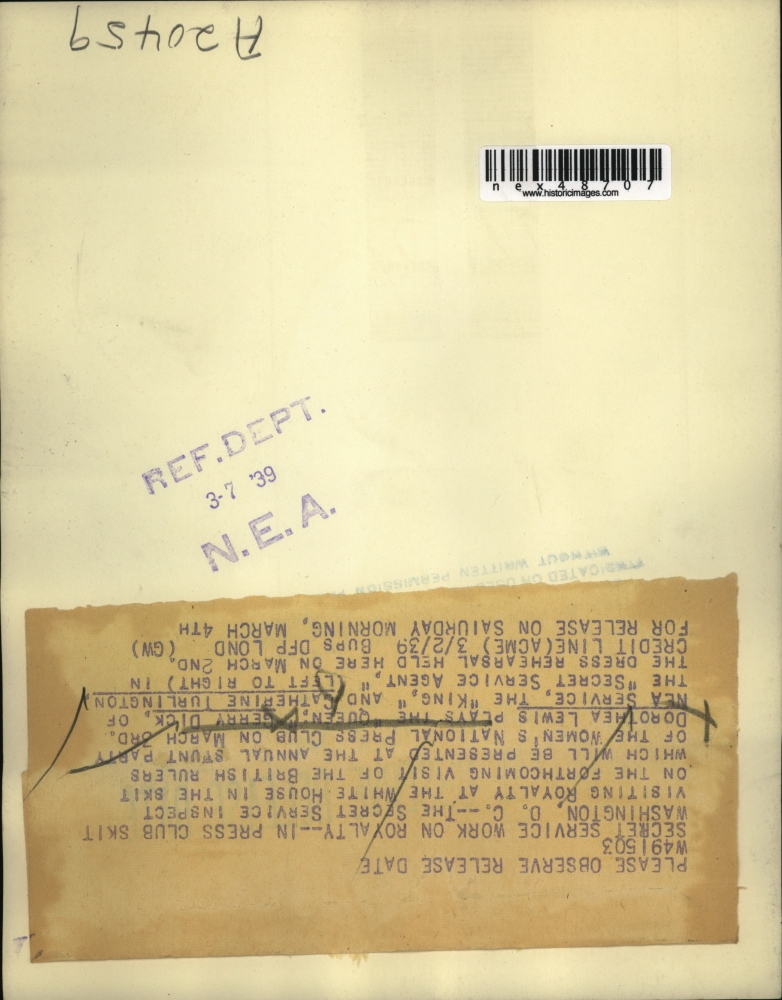 A20459
nex48707
www.historicimages.com
REF. DEPT.
3-7 '39
N.E.A.
WITHOUT WRITTEN PERMISSION
PLEASE OBSERVE RELEASE DATE
W491503
SECRET SERVICE WORK ON ROYALTY--IN PRESS CLUB SKIT
WASHINGTON, D. C.--THE SECRET SERVICE INSPECT
VISITING ROYALTY AT THE WHITE HOUSE IN THE SKIT
ON THE FORTHCOMING VISIT OF THE BRITISH RULERS
WHICH WILL BE PRESENTED AT THE ANNUAL STUNT PARTY
OF THE WOMEN'S NATIONAL PRESS CLUB ON MARCH 3RD.
DOROTHEA LEWIS PLAYS THE "QUEEN," GERRY DICK, OF
NEA SERVICE, THE "KING," AND CATHERINE TURLINGTON
THE "SECRET SERVICE AGENT," (LEFT TO RIGHT) IN
THE DRESS REHEARSAL HELD HERE ON MARCH 2ND.
CREDIT LINE (ACME) 3/2/39 BUPS DFP LOND (GW)
FOR RELEASE ON SATURDAY MORNING, MARCH 4TH